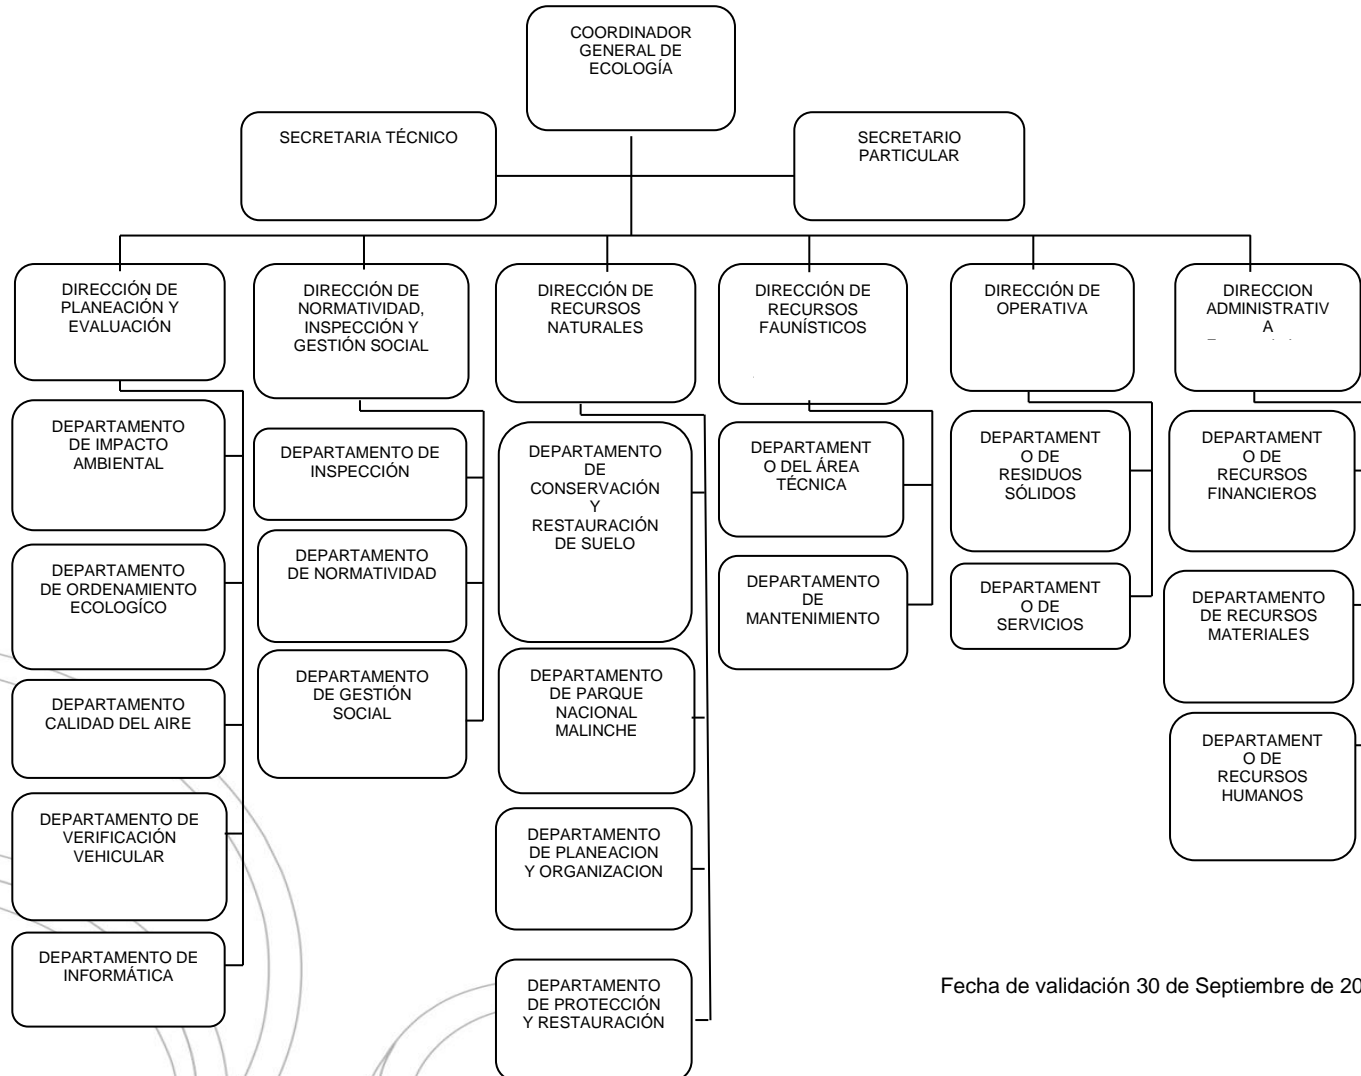 COORDINADOR
GENERAL DE
ECOLOGÍA
SECRETARIA TÉCNICO
SECRETARIO
PARTICULAR
DIRECCIÓN DE
PLANEACIÓN Y
EVALUACIÓN
DIRECCIÓN DE
NORMATIVIDAD,
INSPECCIÓN Y
GESTIÓN SOCIAL
DIRECCIÓN DE
RECURSOS
NATURALES
DIRECCIÓN DE
RECURSOS
FAUNÍSTICOS
DIRECCIÓN DE
OPERATIVA
DIRECCION
ADMINISTRATIV
A
DEPARTAMENTO
DE IMPACTO
AMBIENTAL
DEPARTAMENTO
DE ORDENAMIENTO
ECOLOGÍCO
DEPARTAMENTO
CALIDAD DEL AIRE
DEPARTAMENTO DE
VERIFICACIÓN
VEHICULAR
DEPARTAMENTO DE
INFORMÁTICA
DEPARTAMENTO DE
INSPECCIÓN
DEPARTAMENTO
DE NORMATIVIDAD
DEPARTAMENTO
DE GESTIÓN
SOCIAL
DEPARTAMENTO
DE
CONSERVACIÓN
Y
RESTAURACIÓN
DE SUELO
DEPARTAMENTO
DE PARQUE
NACIONAL
MALINCHE
DEPARTAMENTO
DE PLANEACION
Y ORGANIZACION
DEPARTAMENTO
DE PROTECCIÓN
Y RESTAURACIÓN
DEPARTAMENT
O DEL ÁREA
TÉCNICA
DEPARTAMENTO
DE
MANTENIMIENTO
DEPARTAMENT
O DE
RESIDUOS
SÓLIDOS
DEPARTAMENT
O DE
SERVICIOS
DEPARTAMENT
O DE
RECURSOS
FINANCIEROS
DEPARTAMENTO
DE RECURSOS
MATERIALES
DEPARTAMENT
O DE
RECURSOS
HUMANOS
Fecha de validación 30 de Septiembre de 20